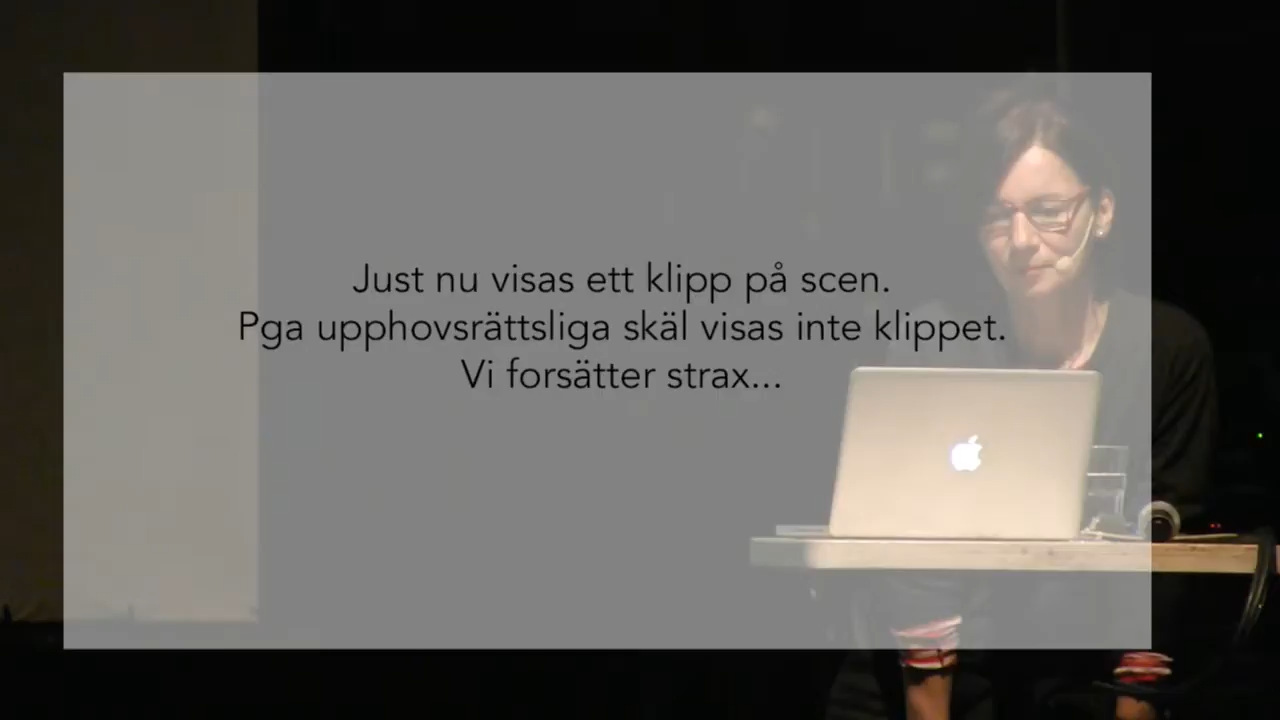 Just nu visas ett klipp på scen.
Pga upphovsrättsliga skäl visas inte klippet.
Vi forsätter strax...